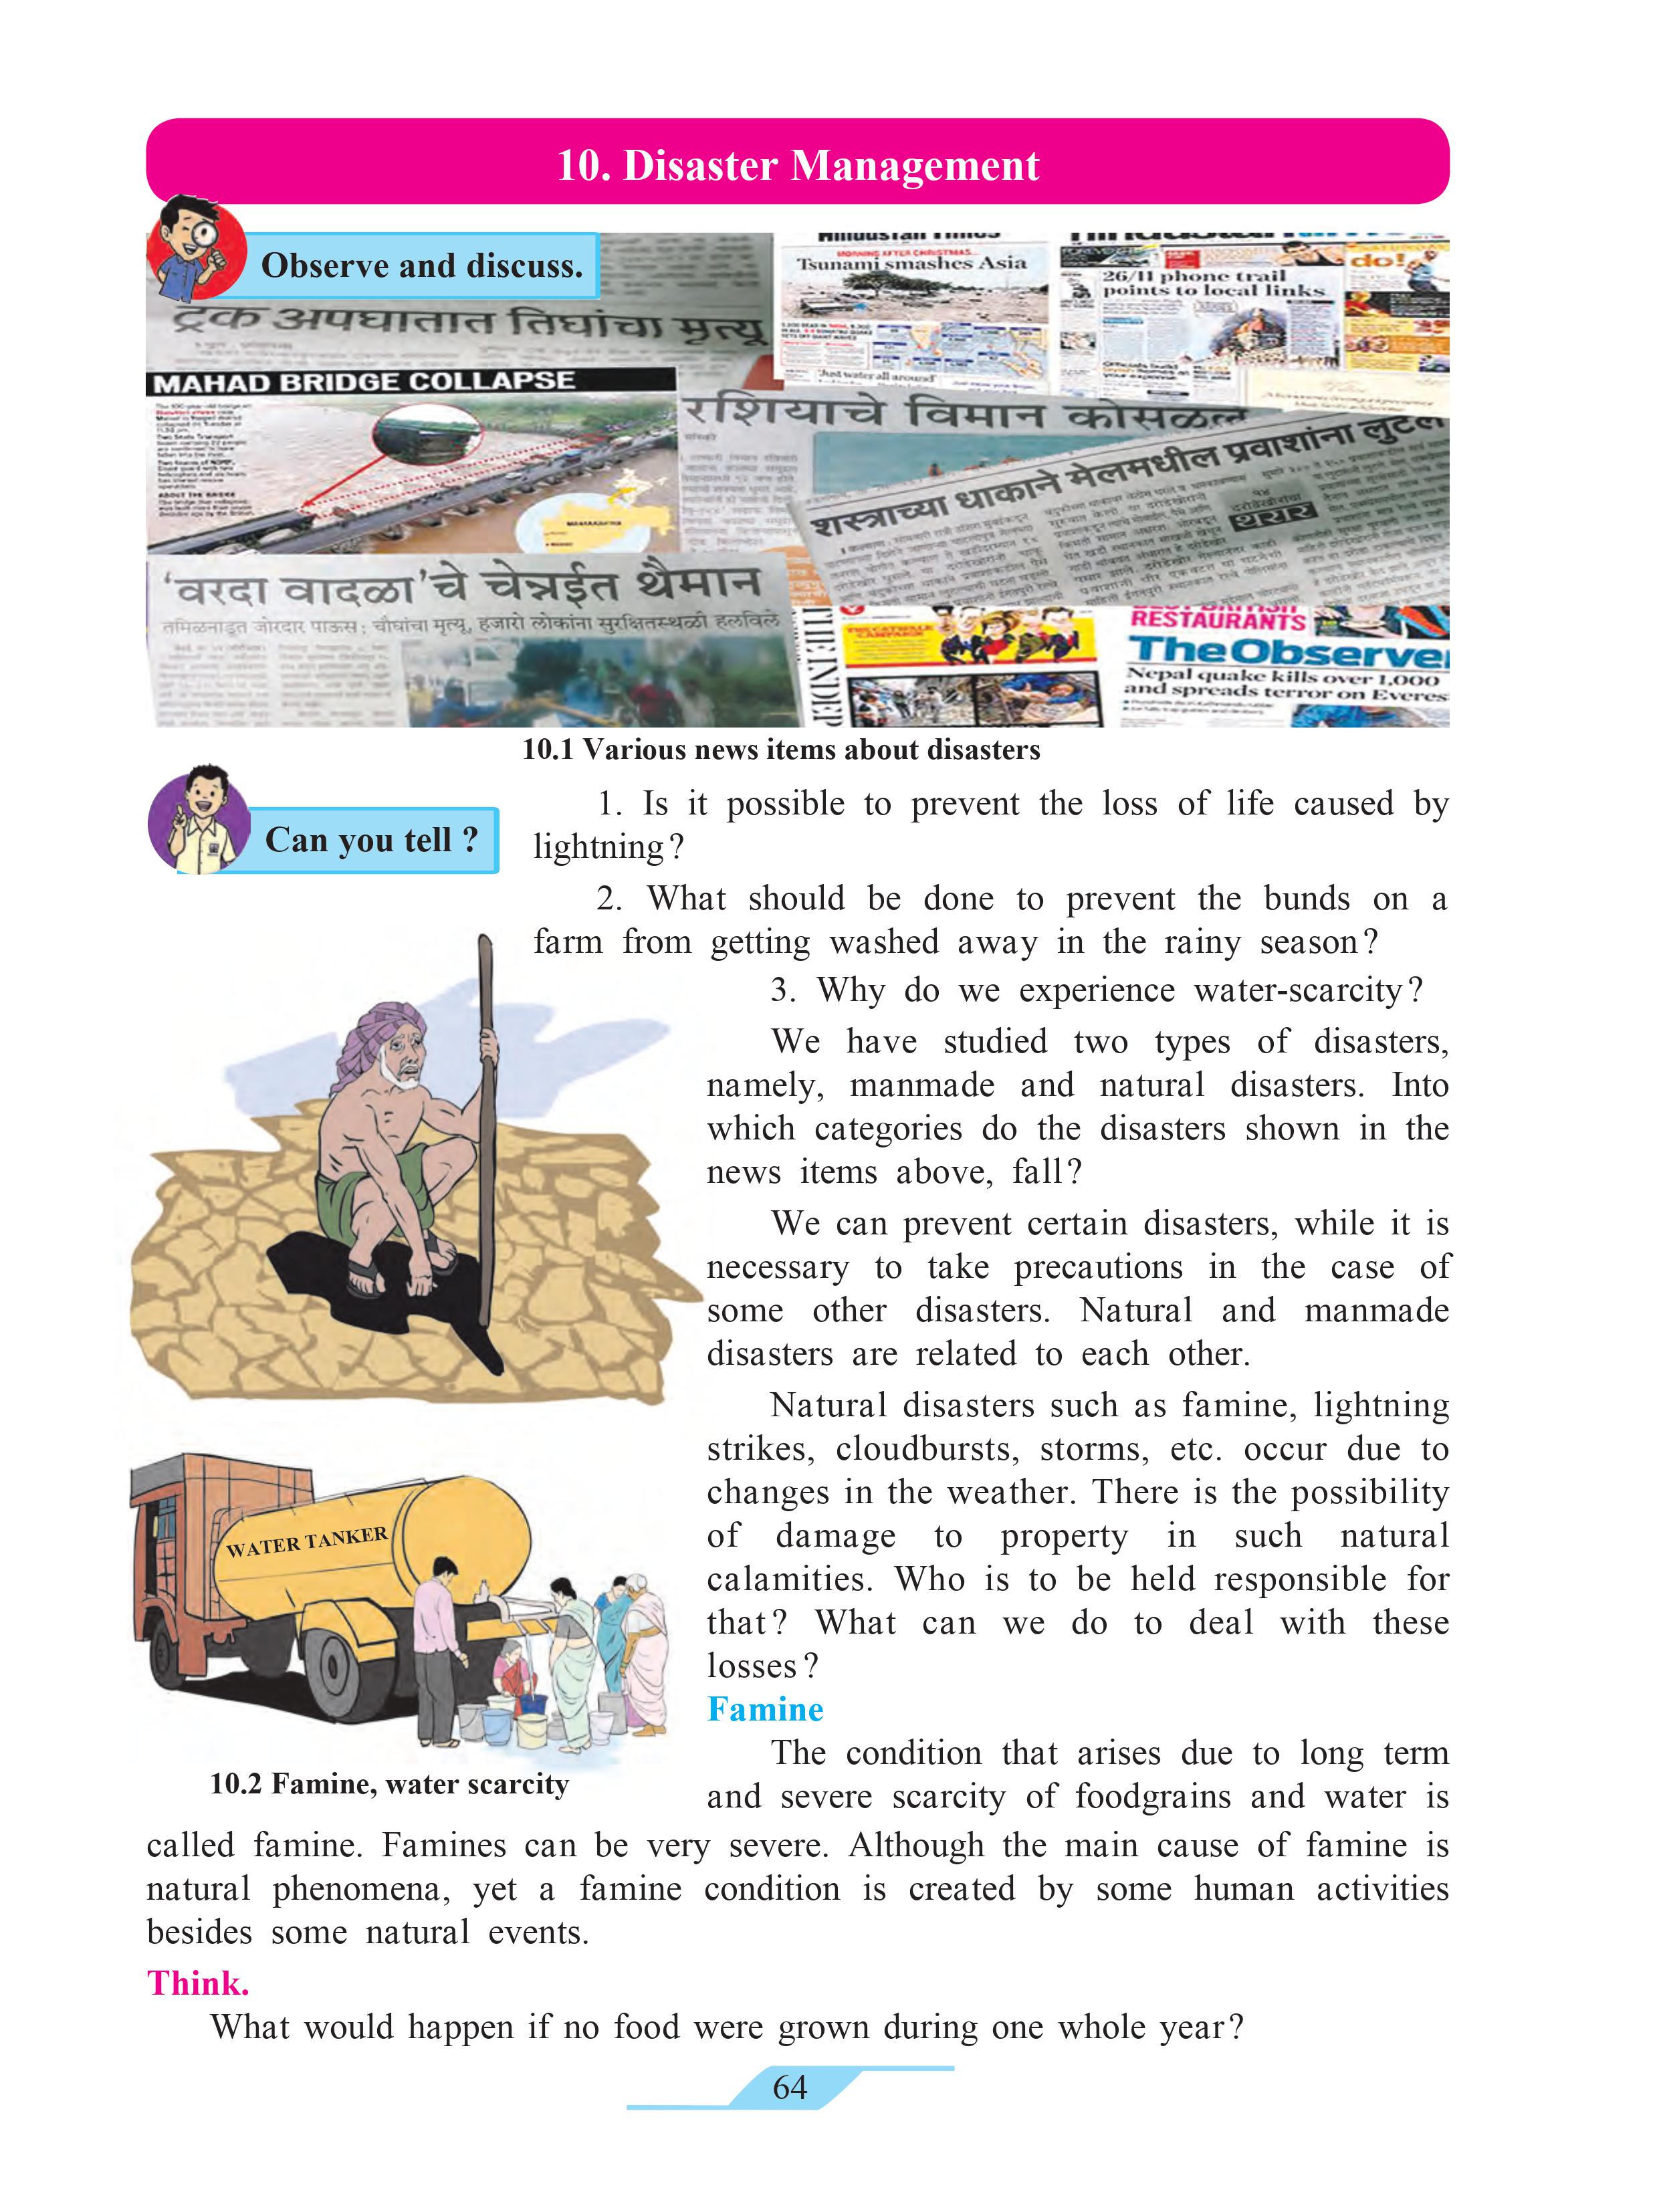 10. Disaster Management
Observe and discuss.
Hindustan Times
MORNING AFTER CHRISTMAS...
Tsunami smashes Asia
26/11 phone trail
points to local links
do!
ट्रक अपघातात तिघांचा मृत्यू
'Just water all around'
MAHAD BRIDGE COLLAPSE
ABOUT THE BRIDGE
MAHARASHTRA
रशियाचे विमान कोसळले
शस्त्राच्या धाकाने मेलमधील प्रवाशांना लुटले
थरार
'वरदा वादळा'चे चेन्नईत थैमान
तमिळनाडूत जोरदार पाऊस; चौघांचा मृत्यू, हजारो लोकांना सुरक्षितस्थळी हलविले
THE INDEP
BEST BRITISH
RESTAURANTS
The Observer
Nepal quake kills over 1,000
and spreads terror on Everes
10.1 Various news items about disasters
Can you tell ?
1. Is it possible to prevent the loss of life caused by
lightning?
2. What should be done to prevent the bunds on a
farm from getting washed away in the rainy season?
3. Why do we experience water-scarcity?
We have studied two types of disasters,
namely, manmade and natural disasters. Into
which categories do the disasters shown in the
news items above, fall?
We can prevent certain disasters, while it is
necessary to take precautions in the case of
some other disasters. Natural and manmade
disasters are related to each other.
Natural disasters such as famine, lightning
strikes, cloudbursts, storms, etc. occur due to
changes in the weather. There is the possibility
of damage to property in such natural
calamities. Who is to be held responsible for
that? What can we do to deal with these
losses?
WATER TANKER
10.2 Famine, water scarcity
Famine
The condition that arises due to long term
and severe scarcity of foodgrains and water is
called famine. Famines can be very severe. Although the main cause of famine is
natural phenomena, yet a famine condition is created by some human activities
besides some natural events.
Think.
What would happen if no food were grown during one whole year?
64